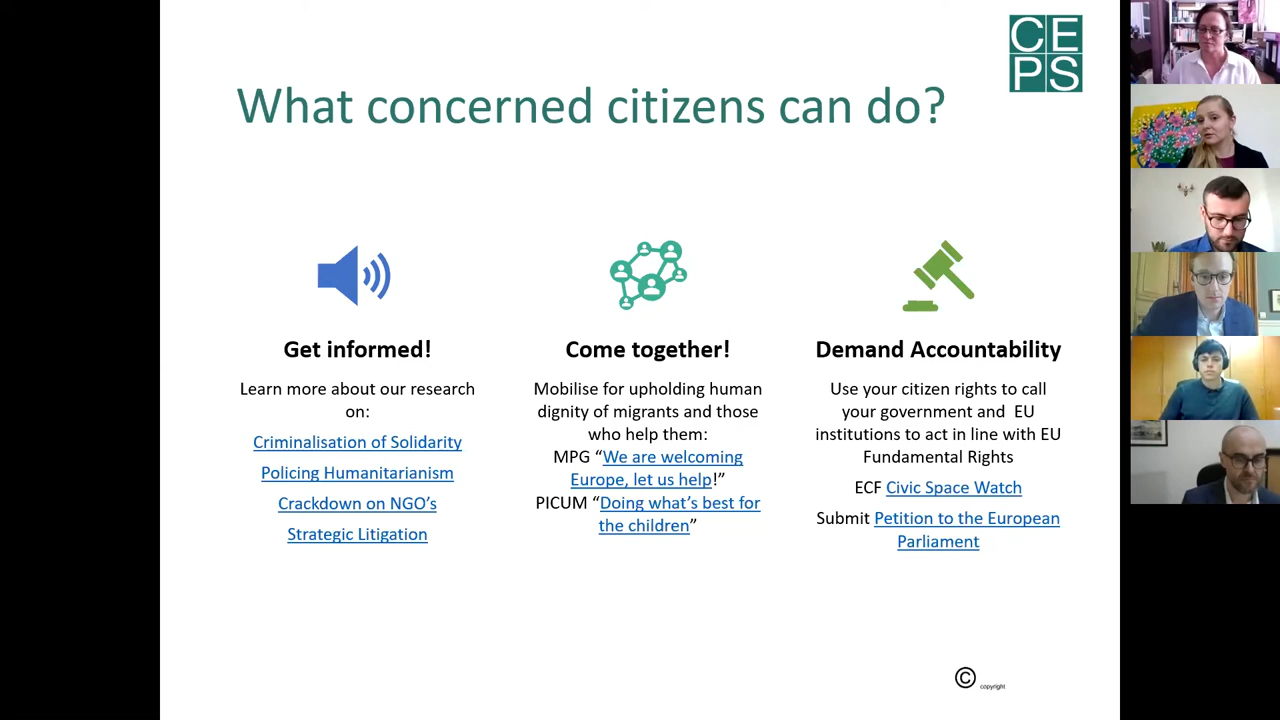 CE
PS
What concerned citizens can do?
Get informed!
Learn more about our research
on:
Criminalisation of Solidarity
Policing Humanitarianism
Crackdown on NGO’s
Strategic Litigation
Come together!
Mobilise for upholding human
dignity of migrants and those
who help them:
MPG “We are welcoming
Europe, let us help!”
PICUM “Doing what’s best for
the children”
Demand Accountability
Use your citizen rights to call
your government and  EU
institutions to act in line with EU
Fundamental Rights
ECF Civic Space Watch
Submit Petition to the European
Parliament
© copyright